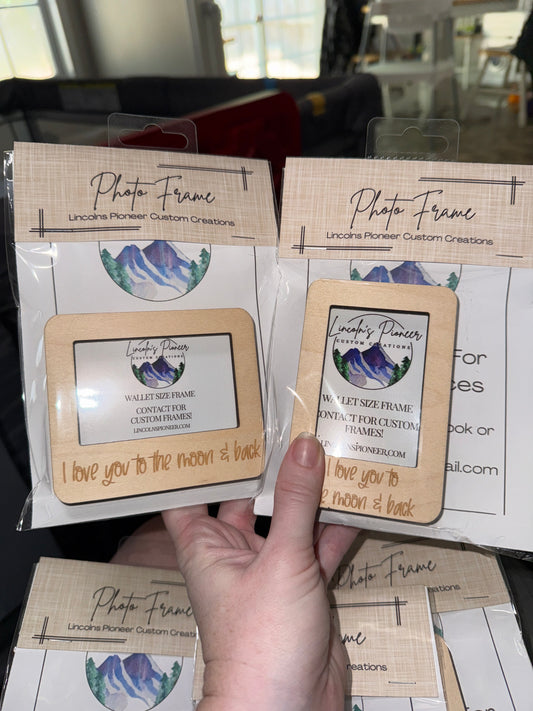 Photo Frame
Lincolns Pioneer Custom Creations
Lincoln's Pioneer
CUSTOM CREATIONS
WALLET SIZE FRAME
CONTACT FOR
CUSTOM FRAMES!
LINCOLNSPIONEER.COM
I love you to the moon & back
Photo Frame
Lincolns Pioneer Custom Creations
Lincoln's Pioneer
CUSTOM CREATIONS
WALLET SIZE FRAME
CONTACT FOR CUSTOM
FRAMES!
LINCOLNSPIONEER.COM
I love you to
moon & back
For
ces
ook or
ail.com
Photo Frame
Lincolns Pioneer Custom Creations
Photo Frame
me
reations